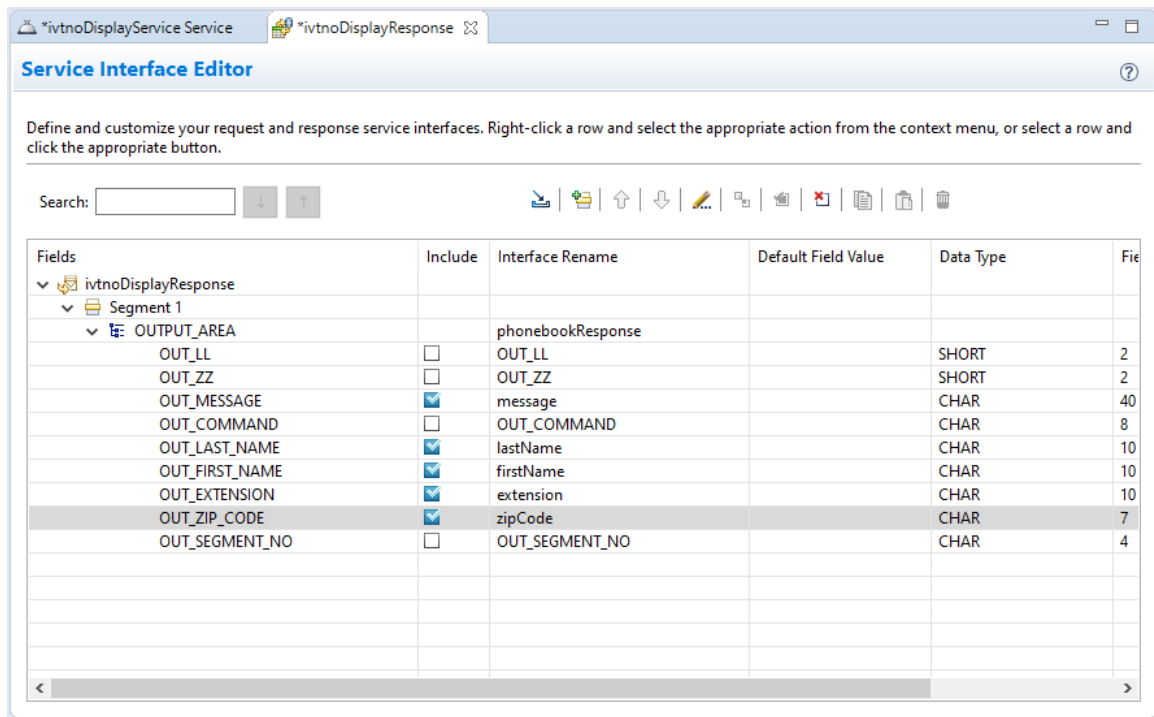 *ivtnoDisplayService Service *ivtnoDisplayResponse
Service Interface Editor
Define and customize your request and response service interfaces. Right-click a row and select the appropriate action from the context menu, or select a row and
click the appropriate button.
Search:
Fields Include Interface Rename Default Field Value Data Type Fie
ivtnoDisplayResponse
Segment 1
OUTPUT_AREA phonebookResponse
OUT_LL OUT_LL SHORT 2
OUT_ZZ OUT_ZZ SHORT 2
OUT_MESSAGE message CHAR 40
OUT_COMMAND OUT_COMMAND CHAR 8
OUT_LAST_NAME lastName CHAR 10
OUT_FIRST_NAME firstName CHAR 10
OUT_EXTENSION extension CHAR 10
OUT_ZIP_CODE zipCode CHAR 7
OUT_SEGMENT_NO OUT_SEGMENT_NO CHAR 4